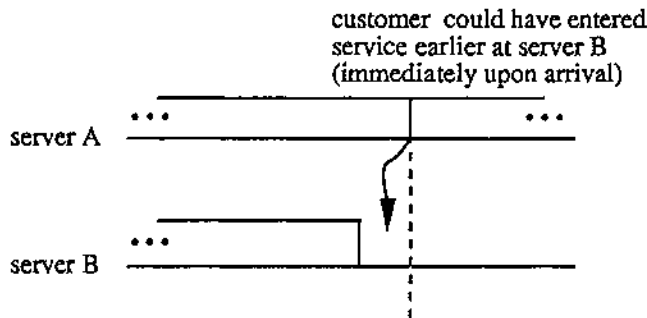 customer could have entered
service earlier at server B
(immediately upon arrival)
••• •••
server A
•••
server B